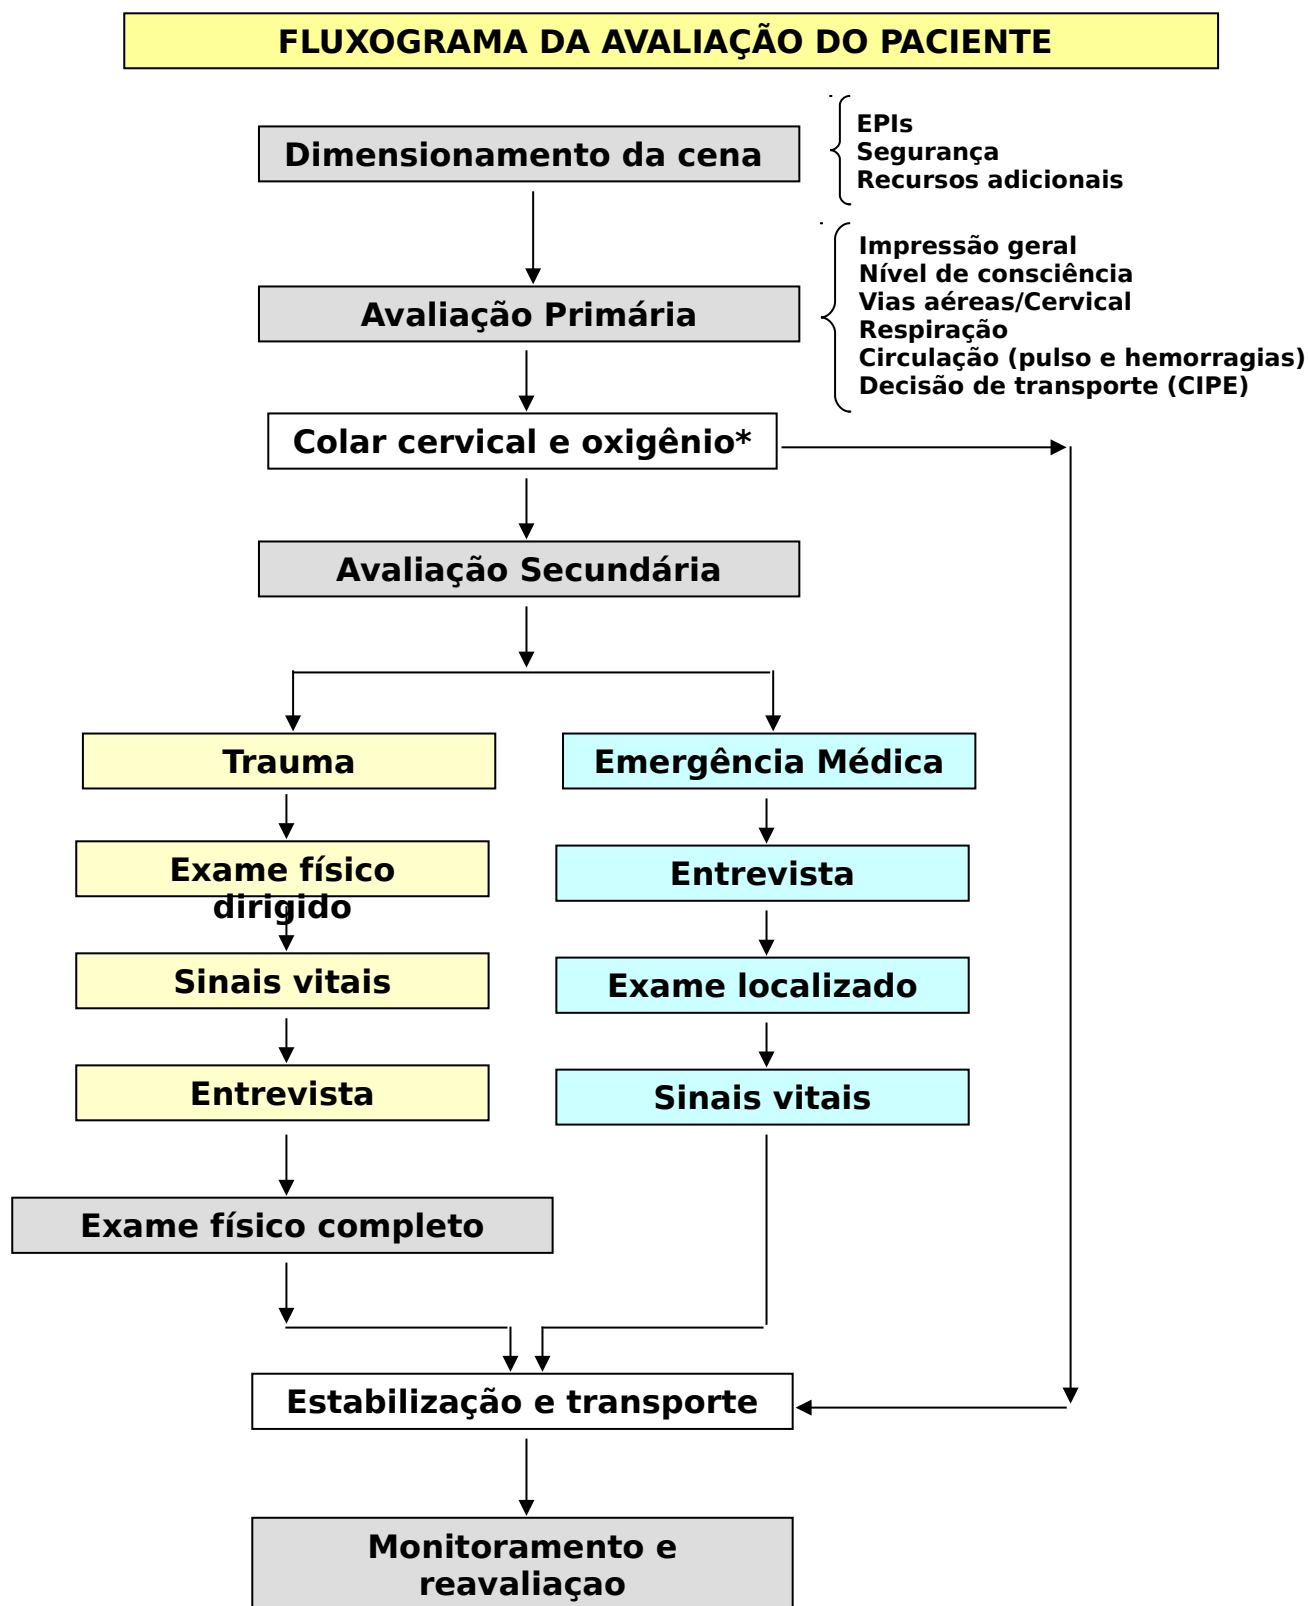 FLUXOGRAMA DA AVALIAÇÃO DO PACIENTE
Dimensionamento da cena
EPIs
Segurança
Recursos adicionais
Avaliação Primária
Impressão geral
Nível de consciência
Vias aéreas/Cervical
Respiração
Circulação (pulso e hemorragias)
Decisão de transporte (CIPE)
Colar cervical e oxigênio*
Avaliação Secundária
Trauma
Exame físico
dirigido
Sinais vitais
Entrevista
Exame físico completo
Emergência Médica
Entrevista
Exame localizado
Sinais vitais
Estabilização e transporte
Monitoramento e
reavaliaçao